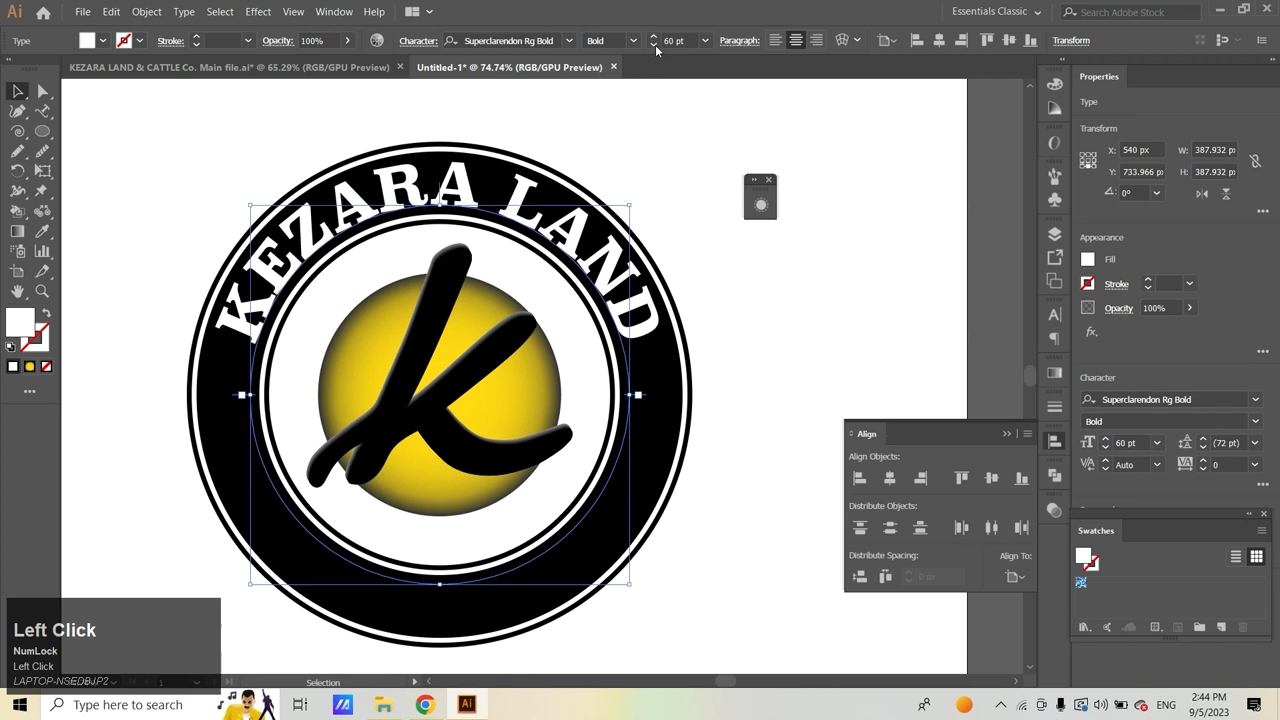 Ai File Edit Object Type Select Effect View Window Help Essentials Classic Search Adobe Stock
Type Stroke: Opacity: 100% Character: Superclarendon Rg Bold Bold 60 pt Paragraph: Transform
KEZARA LAND & CATTLE Co. Main file.ai* @ 65.29% (RGB/GPU Preview) × Untitled-1* @ 74.74% (RGB/GPU Preview) ×
Properties
Type
Transform
X: 540 px W: 387.932 p
Y: 733.966 p H: 387.932 p
0°
Appearance
Fill
Stroke
Opacity 100%
fx.
Character
Superclarendon Rg Bold
Bold
60 pt (72 pt)
Auto 0
Swatches
KEZARA LAND
K
Align
Align Objects:
Distribute Objects:
Distribute Spacing: Align To:
0 px
Left Click
NumLock
Left Click
LAPTOP-NSEDBJP2
1 Selection
Type here to search
Ai
ENG
2:44 PM
9/5/2023